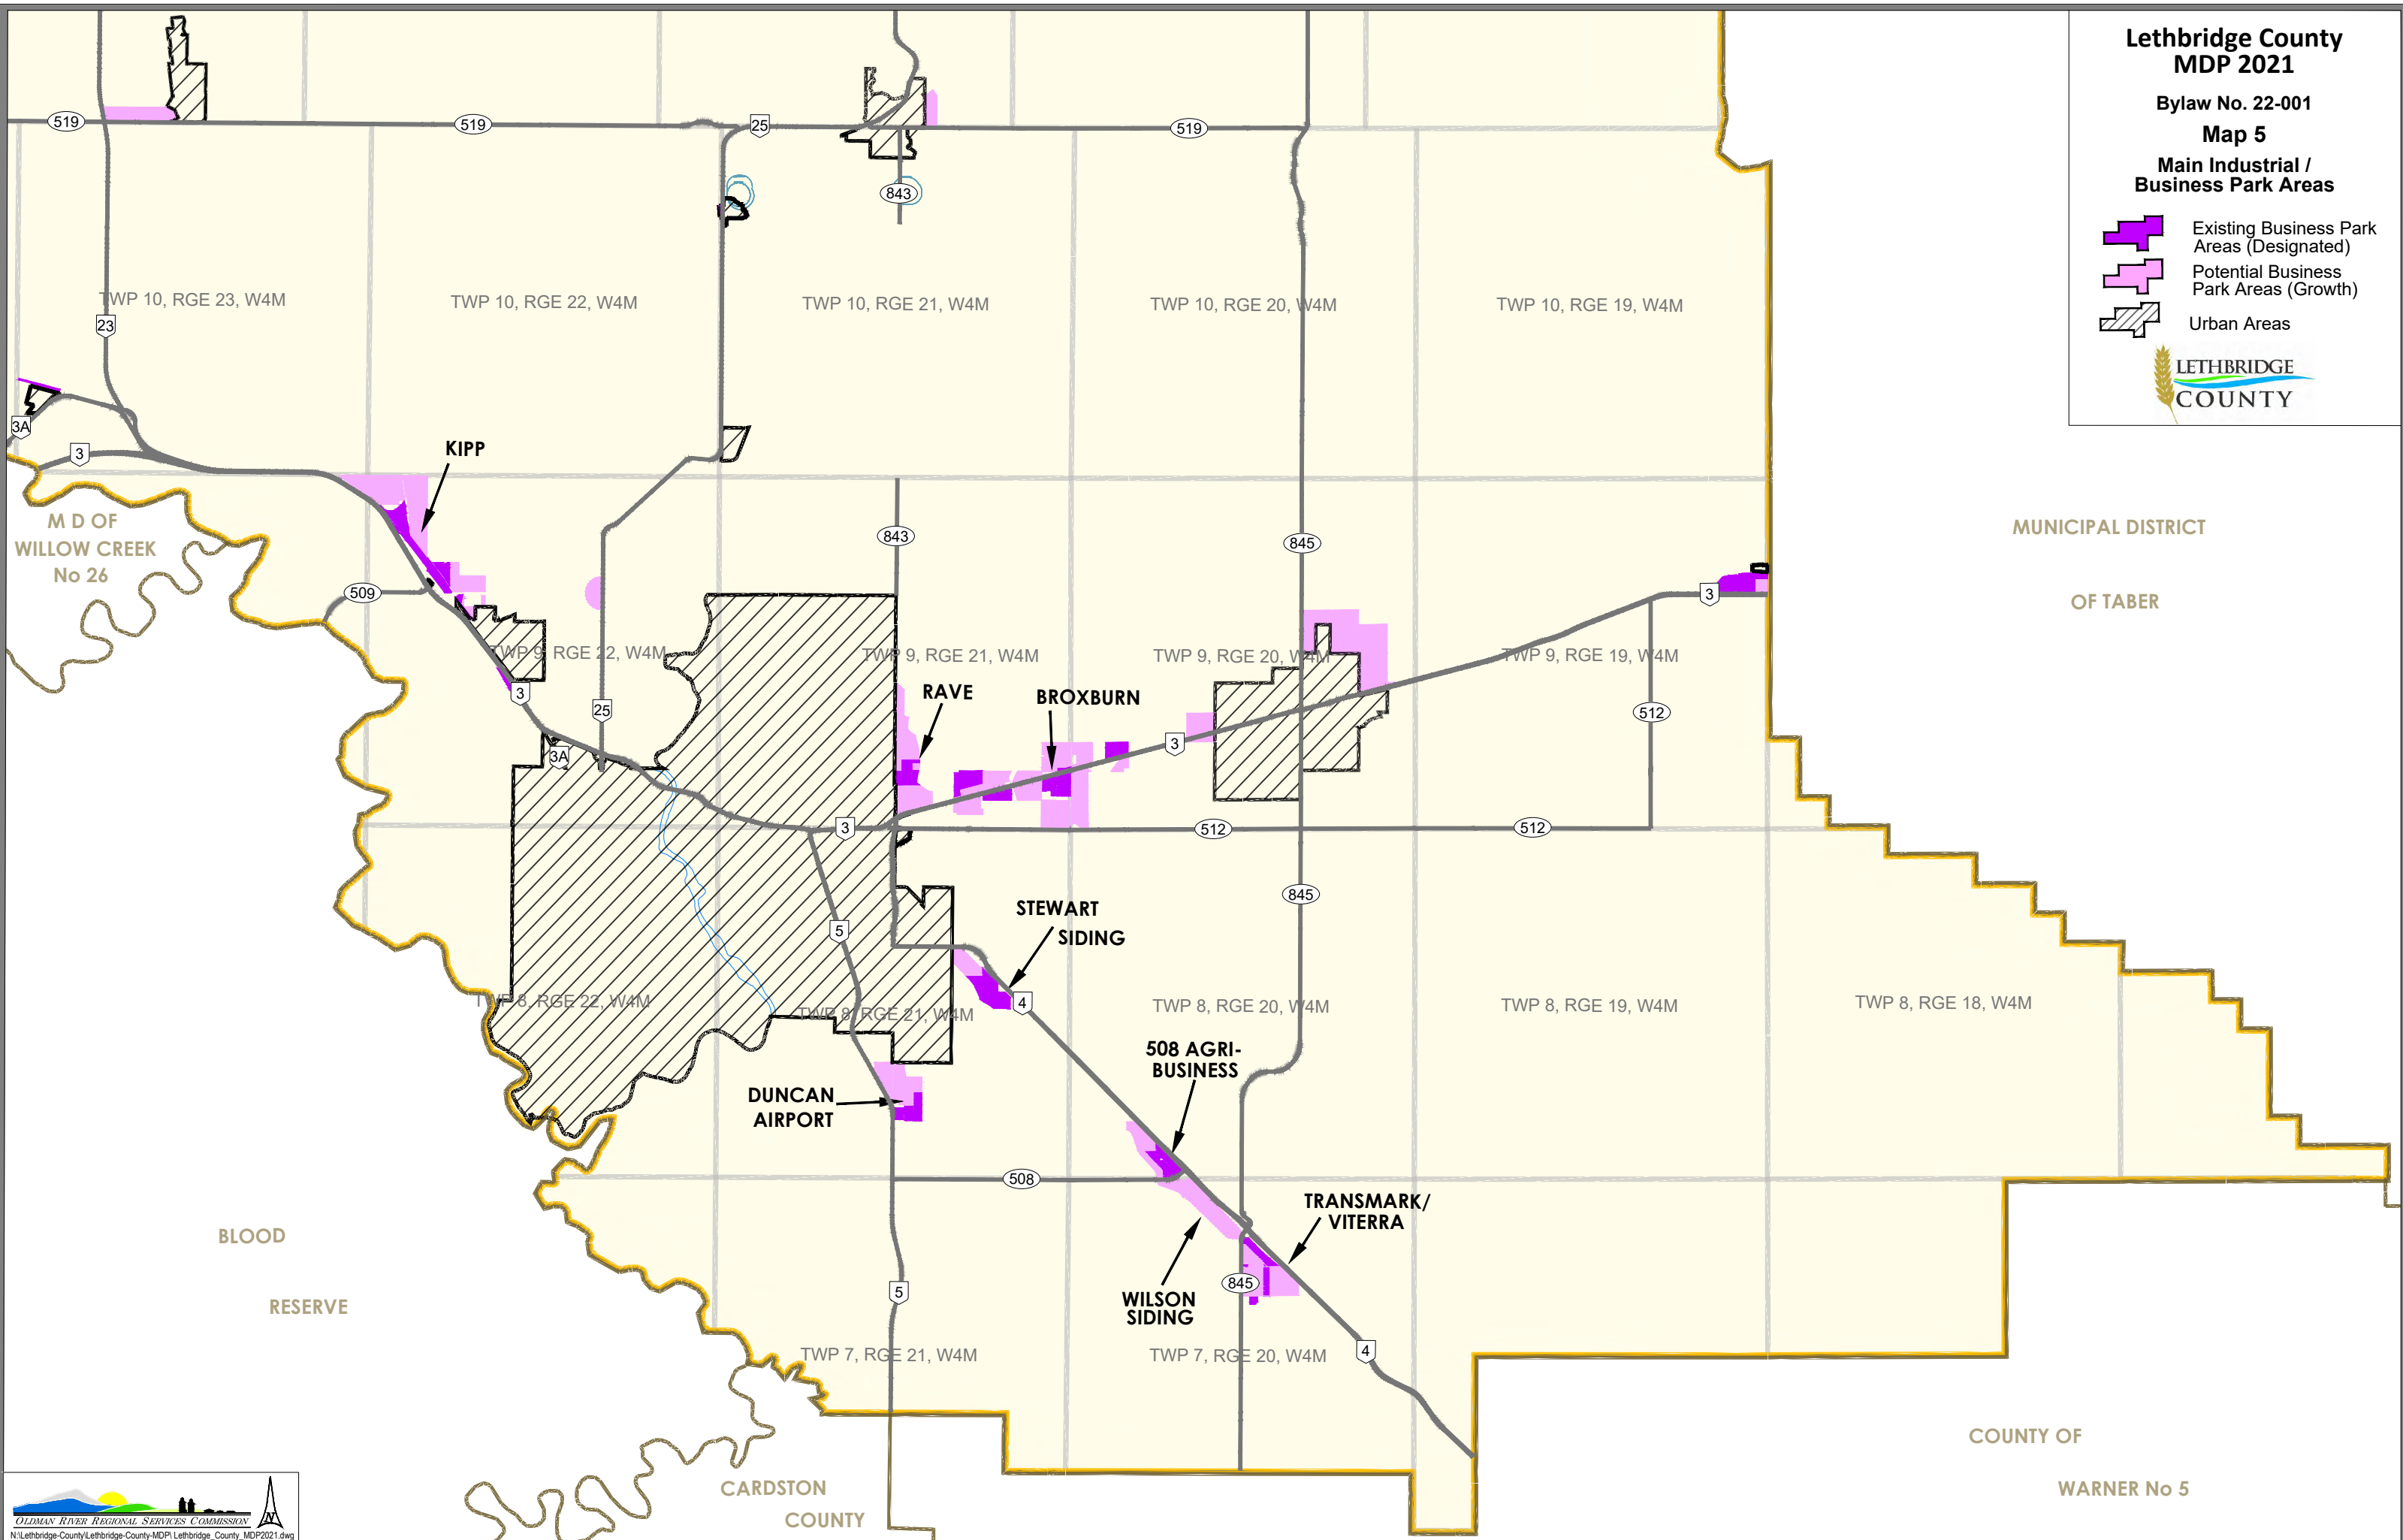 Lethbridge County
MDP 2021
Bylaw No. 22-001
Map 5
Main Industrial /
Business Park Areas
Existing Business Park
Areas (Designated)
Potential Business
Park Areas (Growth)
Urban Areas
LETHBRIDGE
COUNTY
519
519
25
519
843
TWP 10, RGE 23, W4M
TWP 10, RGE 22, W4M
TWP 10, RGE 21, W4M
TWP 10, RGE 20, W4M
TWP 10, RGE 19, W4M
23
3A
3
KIPP
M D OF
WILLOW CREEK
No 26
MUNICIPAL DISTRICT
OF TABER
843
845
509
3
TWP 9, RGE 22, W4M
TWP 9, RGE 21, W4M
TWP 9, RGE 20, W4M
TWP 9, RGE 19, W4M
3
25
RAVE
BROXBURN
512
3
3A
3
512
512
845
STEWART
SIDING
5
4
TWP 8, RGE 22, W4M
TWP 8, RGE 21, W4M
TWP 8, RGE 20, W4M
TWP 8, RGE 19, W4M
TWP 8, RGE 18, W4M
508 AGRI-
BUSINESS
DUNCAN
AIRPORT
508
TRANSMARK/
VITERRA
BLOOD
RESERVE
845
5
WILSON
SIDING
4
TWP 7, RGE 21, W4M
TWP 7, RGE 20, W4M
COUNTY OF
WARNER No 5
CARDSTON
COUNTY
N
OLDMAN RIVER REGIONAL SERVICES COMMISSION
N:\Lethbridge-County\Lethbridge-County-MDP\ Lethbridge_County_MDP2021.dwg